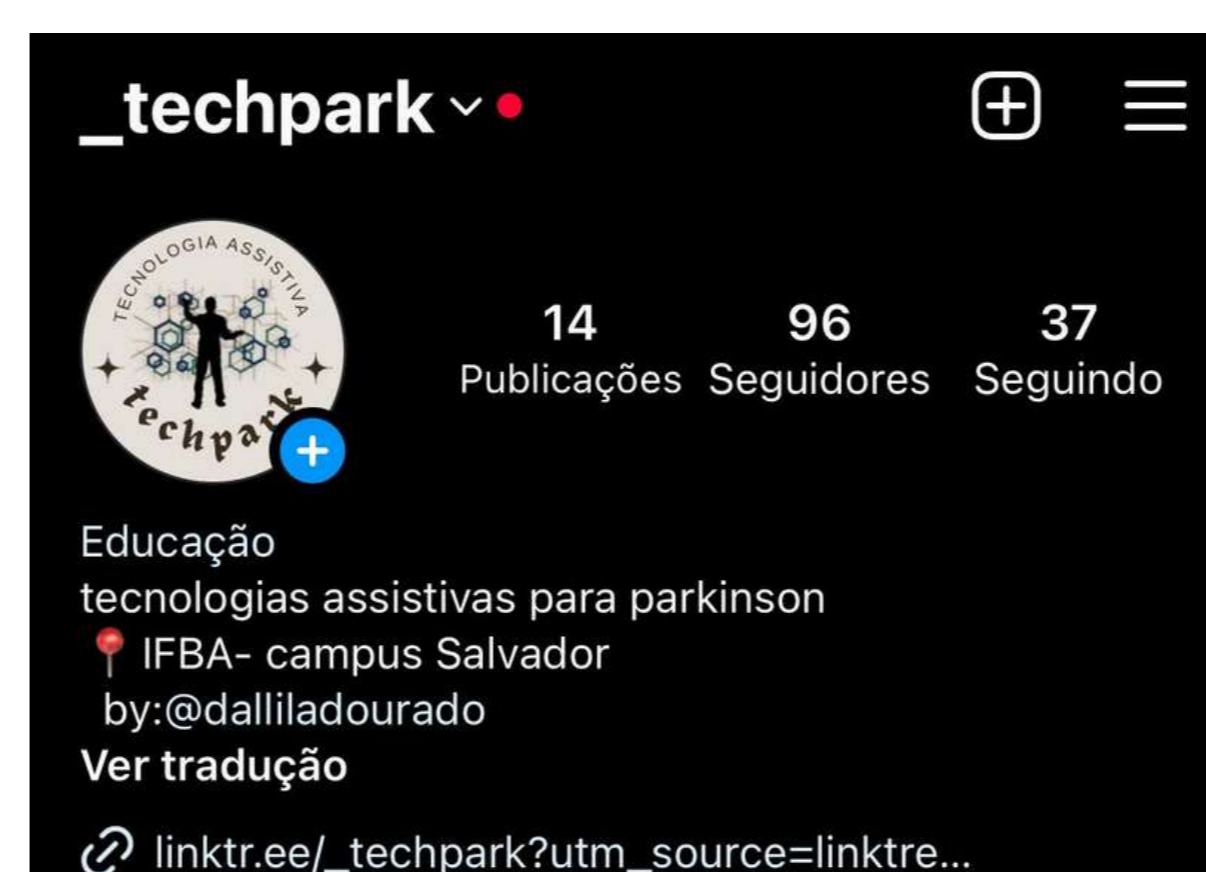 _techpark
TECNOLOGIA ASSISTIVA
techpark
14 96 37
Publicações Seguidores Seguindo
Educação
tecnologias assistivas para parkinson
📍 IFBA- campus Salvador
by:@dalliladourado
Ver tradução
linktr.ee/_techpark?utm_source=linktre...